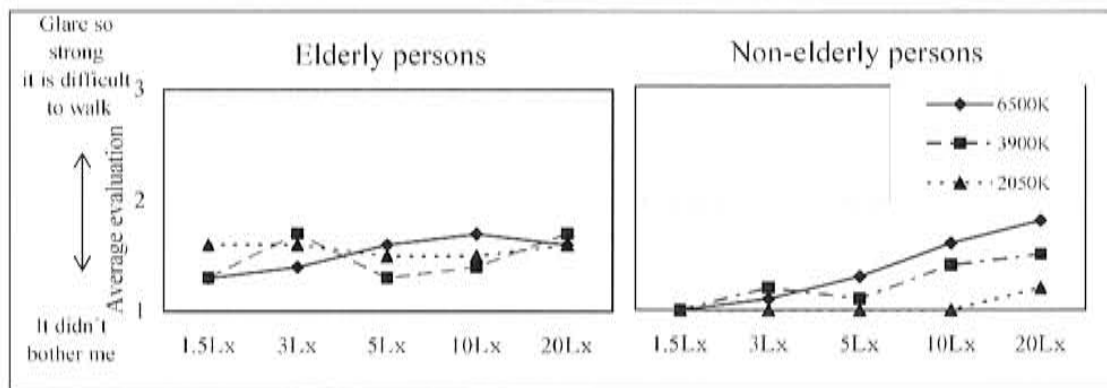 Glare so
strong
it is difficult
to walk
Elderly persons
Non-elderly persons
3
2
1
Average evaluation
6500K
3900K
2050K
It didn't
bother me
1.5Lx 3Lx 5Lx 10Lx 20Lx
1.5Lx 3Lx 5Lx 10Lx 20Lx